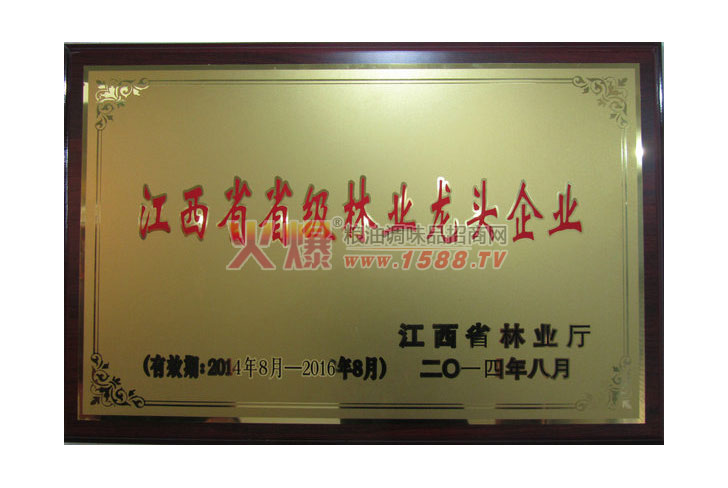 江西省省级林业龙头企业
火爆®粮油调味品招商网
www.1588.TV
江西省林业厅
(有效期:2014年8月—2016年8月) 二〇一四年八月